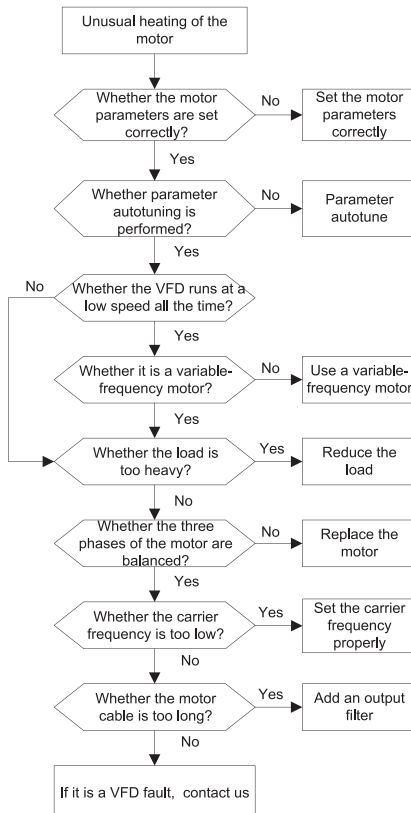 Unusual heating of the
motor
Whether the motor
parameters are set
correctly?
No
Set the motor
parameters
correctly
Yes
Whether parameter
autotuning is
performed?
No
Parameter
autotune
Yes
No
Whether the VFD runs at a
low speed all the time?
Yes
Whether it is a variable-
frequency motor?
No
Use a variable-
frequency motor
Yes
Whether the load is
too heavy?
Yes
Reduce the
load
No
Whether the three
phases of the motor are
balanced?
No
Replace the
motor
Yes
Whether the carrier
frequency is too low?
Yes
Set the carrier
frequency
properly
No
Whether the motor
cable is too long?
Yes
Add an output
filter
No
If it is a VFD fault, contact us